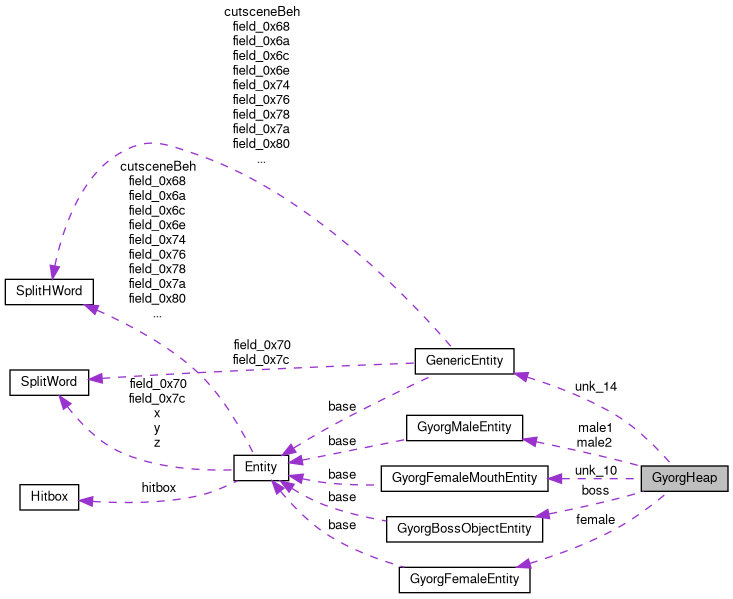 cutsceneBeh
field_0x68
field_0x6a
field_0x6c
field_0x6e
field_0x74
field_0x76
field_0x78
field_0x7a
field_0x80
...
cutsceneBeh
field_0x68
field_0x6a
field_0x6c
field_0x6e
field_0x74
field_0x76
field_0x78
field_0x7a
field_0x80
...
SplitHWord
field_0x70
field_0x7c
GenericEntity
SplitWord
field_0x70
field_0x7c
x
y
z
unk_14
base
GyorgMaleEntity
male1
male2
base
Entity
base
GyorgFemaleMouthEntity
unk_10
GyorgHeap
Hitbox
hitbox
base
boss
GyorgBossObjectEntity
base
female
GyorgFemaleEntity